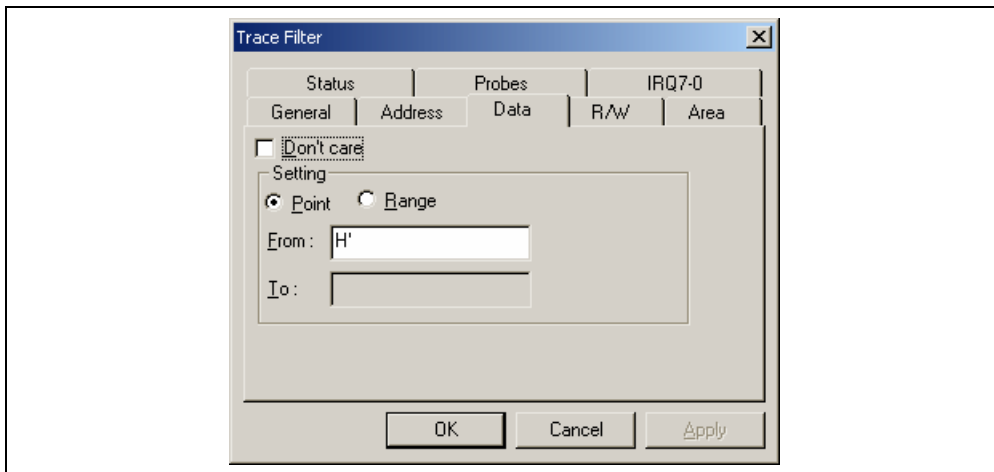 Trace Filter
Status Probes IRQ7-0
General Address Data R/W Area
Don't care
Setting
Point Range
From : H'
To :
OK Cancel Apply